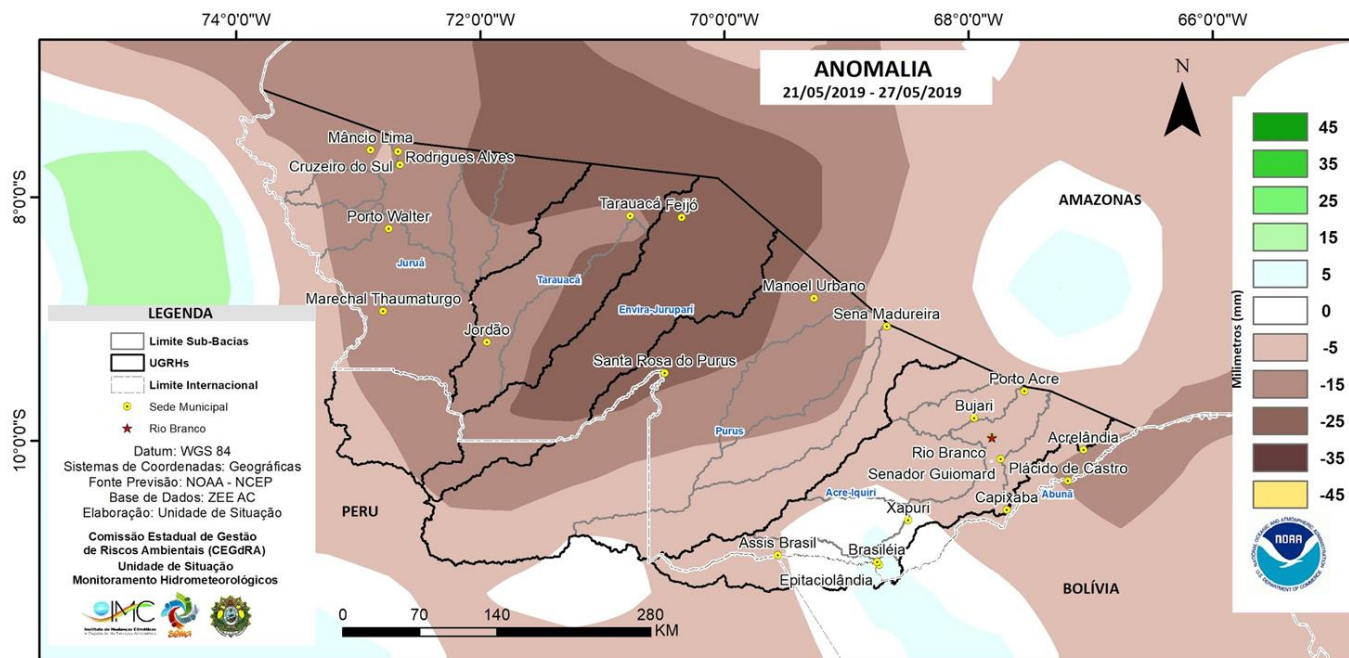 74°0'0"W
72°0'0"W
70°0'0"W
68°0'0"W
66°0'0"W
ANOMALIA
21/05/2019 - 27/05/2019
N
8°0'0"S
10°0'0"S
Mâncio Lima
Cruzeiro do Sul
Rodrigues Alves
Porto Walter
Juruá
Marechal Thaumaturgo
Jordão
Tarauacá
Feijó
Tarauacá
Envira-Jurupari
Santa Rosa do Purus
Manoel Urbano
Sena Madureira
Purus
AMAZONAS
Porto Acre
Bujari
Rio Branco
Senador Guiomard
Acrelândia
Plácido de Castro
Abunã
Capixaba
Acre-Iquiri
Xapuri
Assis Brasil
Brasiléia
Epitaciolândia
PERU
BOLÍVIA
0 70 140 280
KM
LEGENDA
Limite Sub-Bacias
UGRHs
Limite Internacional
Sede Municipal
Rio Branco
Datum: WGS 84
Sistemas de Coordenadas: Geográficas
Fonte Previsão: NOAA - NCEP
Base de Dados: ZEE AC
Elaboração: Unidade de Situação
Comissão Estadual de Gestão
de Riscos Ambientais (CEGdRA)
Unidade de Situação
Monitoramento Hidrometeorológicos
IMC
Milimetros (mm)
45
35
25
15
5
0
-5
-15
-25
-35
-45
NOAA